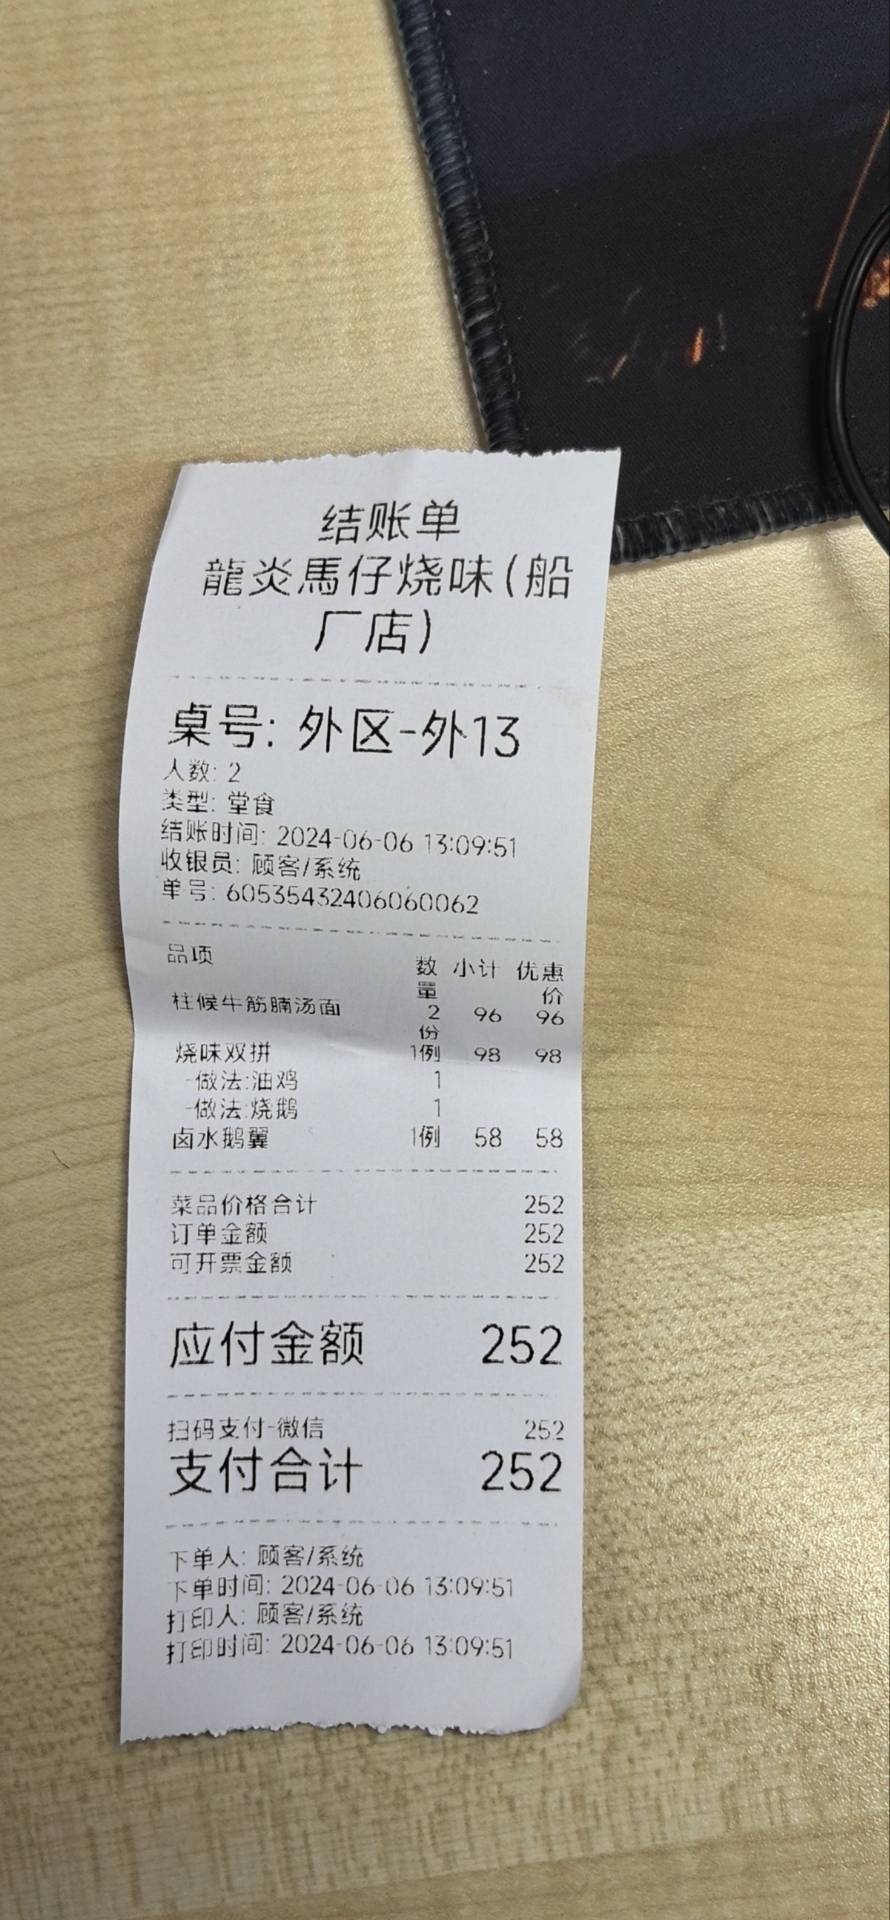 结账单
龍炎馬仔烧味(船
厂店)
桌号: 外区-外13
人数: 2
类型: 堂食
结账时间: 2024-06-06 13:09:51
收银员: 顾客/系统
单号: 605354432406060062
品项 数量 小计 优惠价
柱候牛筋腩汤面 2份 96 96
烧味双拼 1例 98 98
-做法:油鸡 1
-做法:烧鹅 1
卤水鹅翼 1例 58 58
菜品价格合计 252
订单金额 252
可开票金额 252
应付金额 252
扫码支付-微信 252
支付合计 252
下单人: 顾客/系统
下单时间: 2024-06-06 13:09:51
打印人: 顾客/系统
打印时间: 2024-06-06 13:09:51